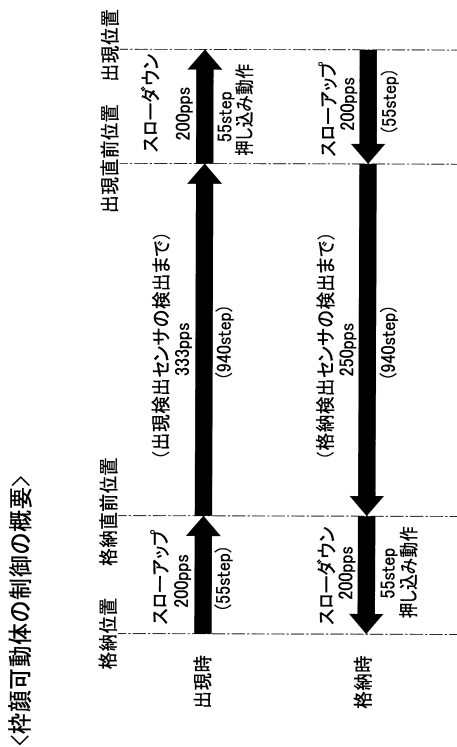 <枠顔可動体の制御の概要>
格納位置
格納直前位置
出現直前位置
出現位置
出現時
スローアップ
200pps
(55step)
(出現検出センサの検出まで)
333pps
(940step)
スローダウン
200pps
55step
押し込み動作
格納時
スローダウン
200pps
55step
押し込み動作
(格納検出センサの検出まで)
250pps
(940step)
スローアップ
200pps
(55step)